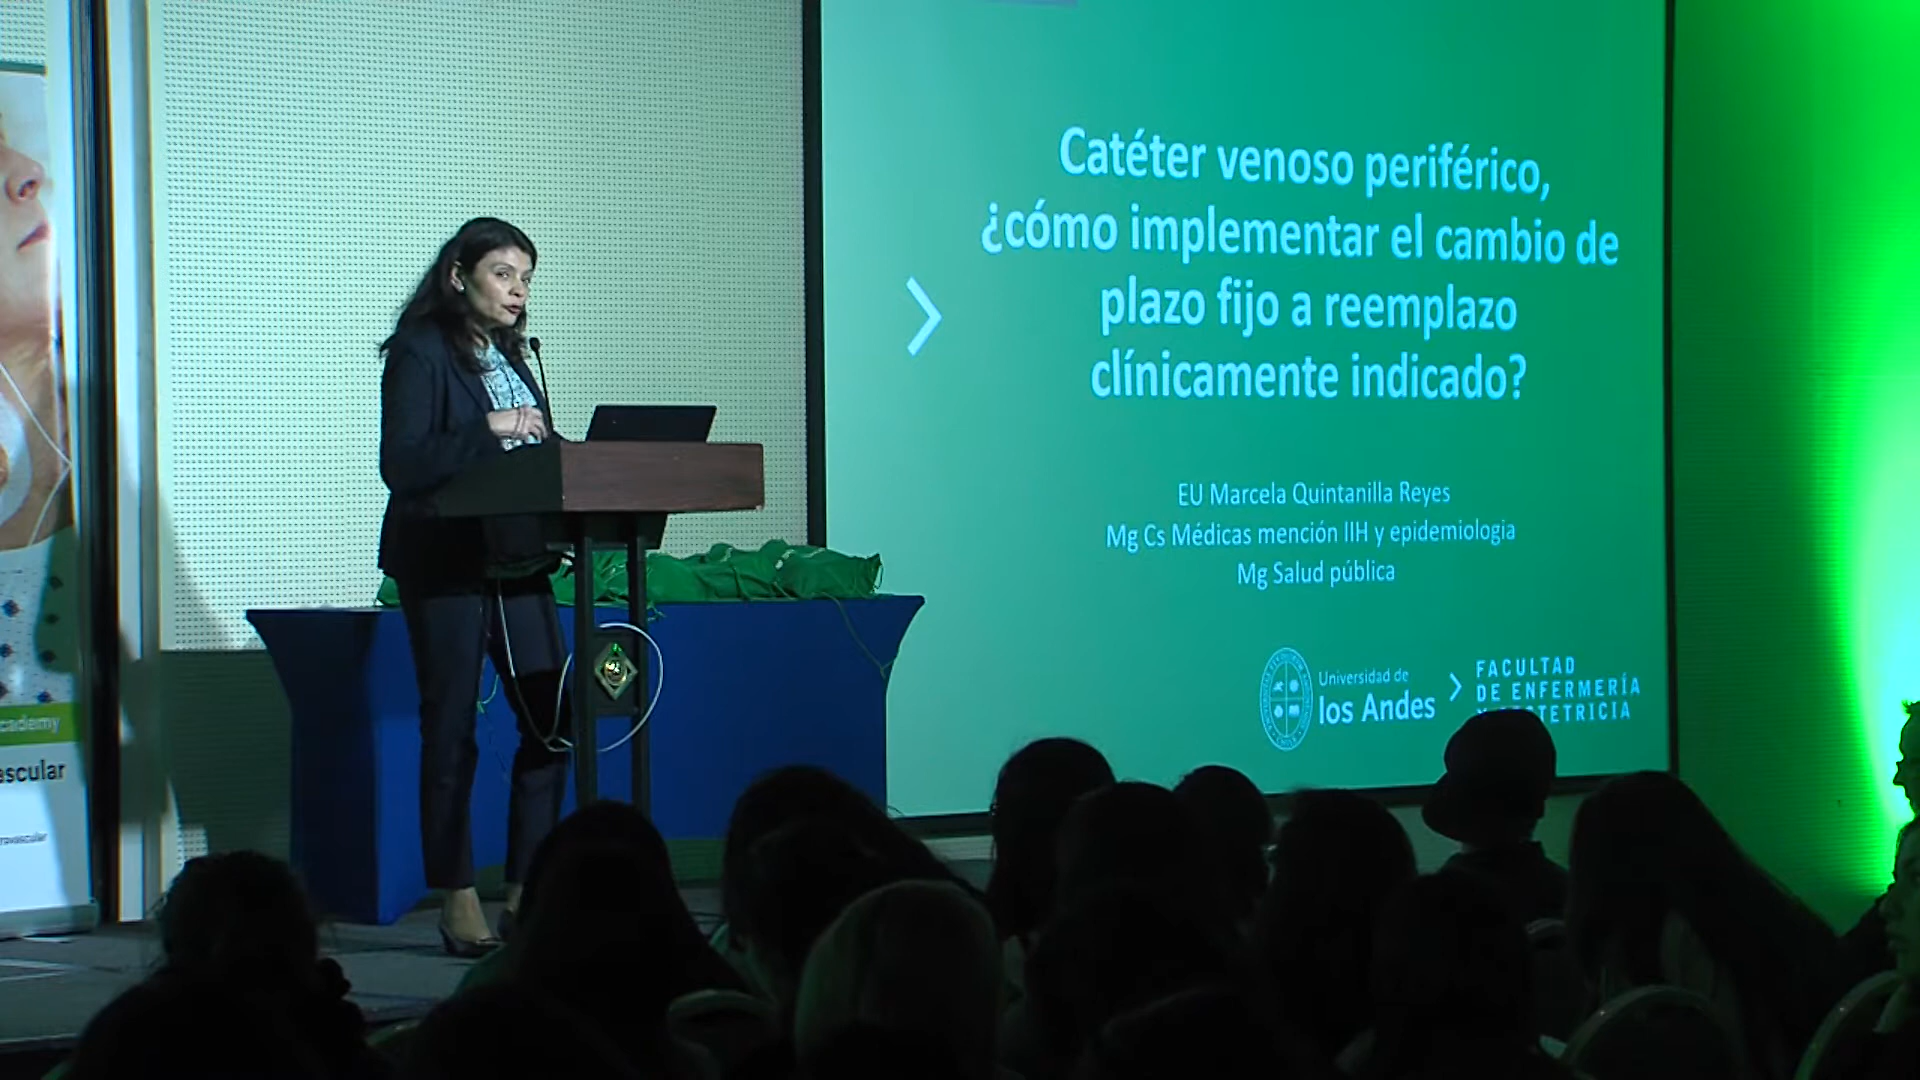 Catéter venoso periférico,
¿cómo implementar el cambio de
plazo fijo a reemplazo
clínicamente indicado?
EU Marcela Quintanilla Reyes
Mg Cs Médicas mención IIH y epidemiologia
Mg Salud pública
Universidad de
los Andes
FACULTAD
DE ENFERMERÍA
cademy
ascular